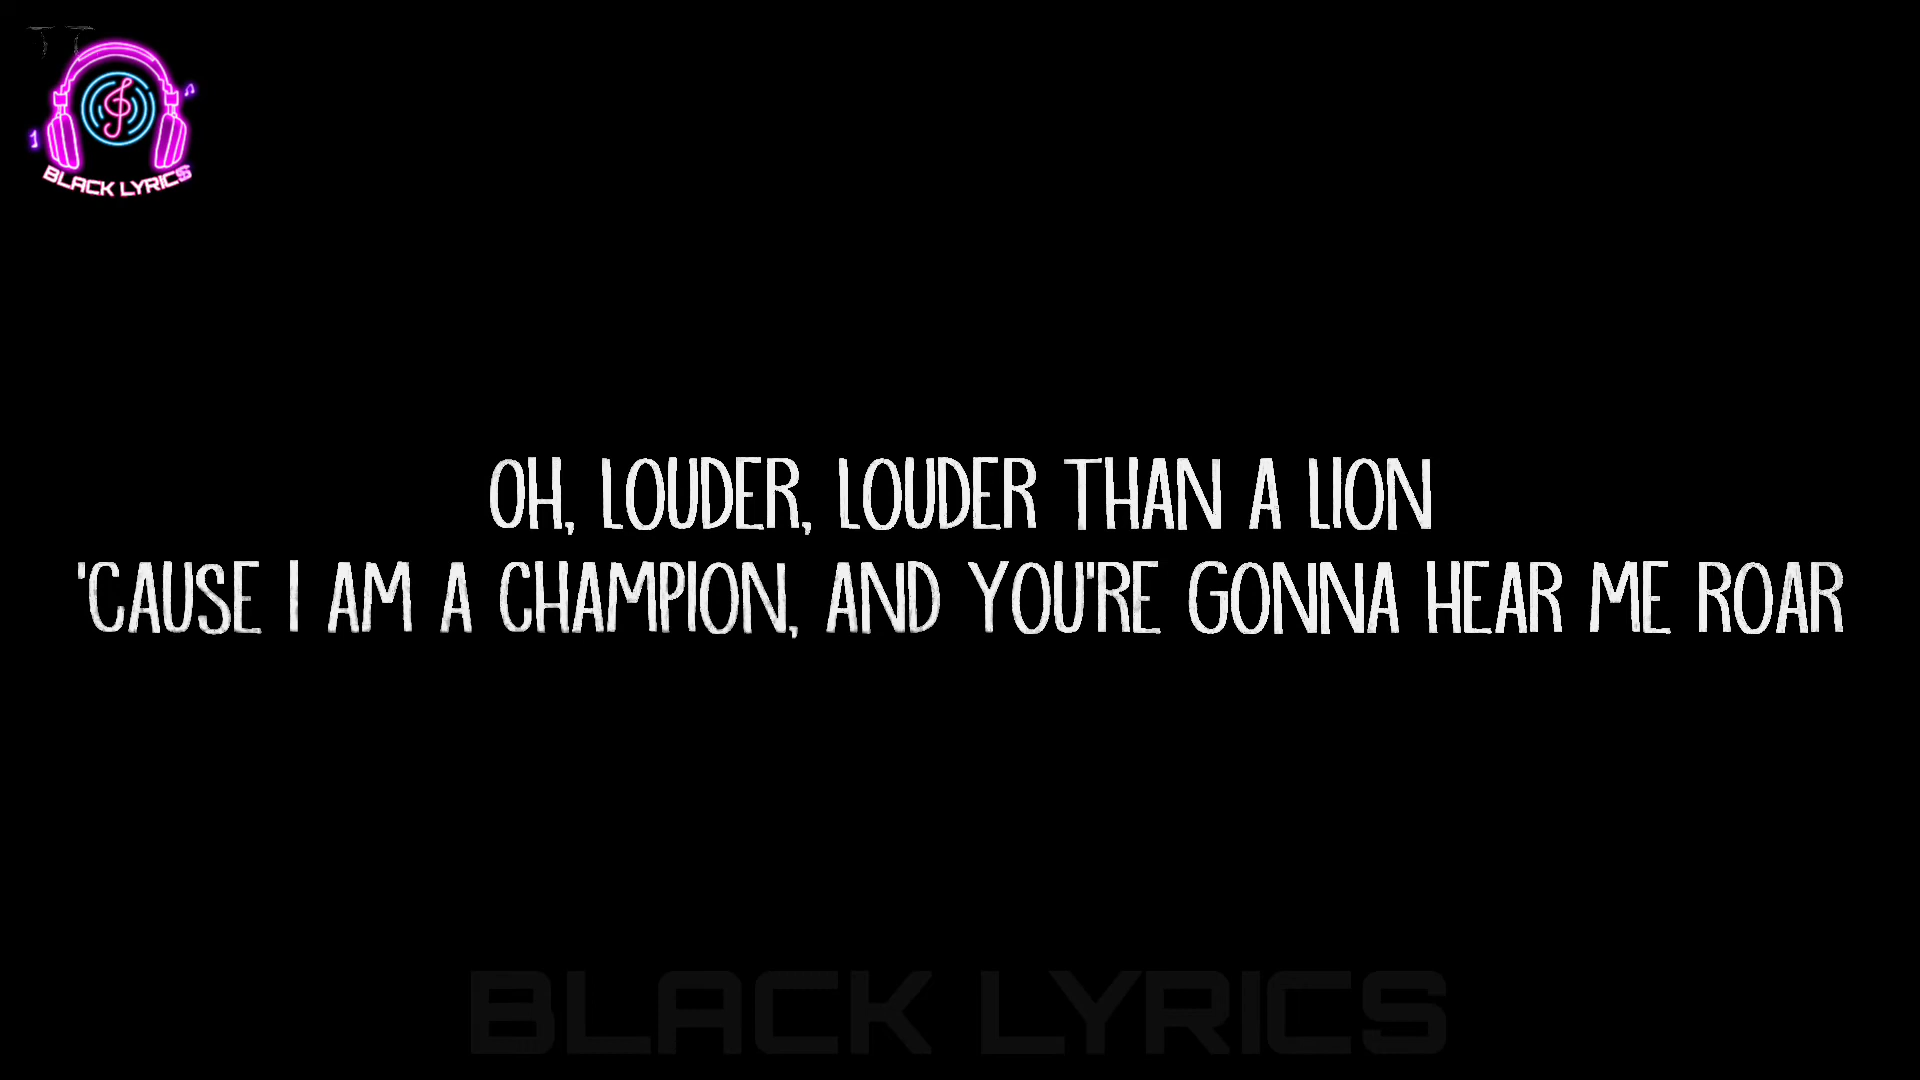 BLACK LYRICS
OH, LOUDER, LOUDER THAN A LION
'CAUSE I AM A CHAMPION, AND YOU'RE GONNA HEAR ME ROAR
BLACK LYRICS